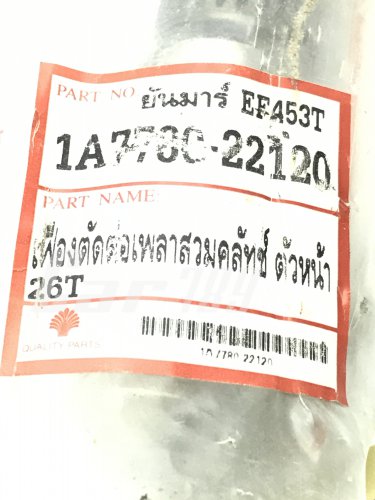 PART NO. ยันมาร์ EF453T
1A7780-22120
PART NAME:
เฟืองตัดต่อเพลาสวมคลัทช์ ตัวหน้า
26T
QUALITY PARTS
1A7780-22120